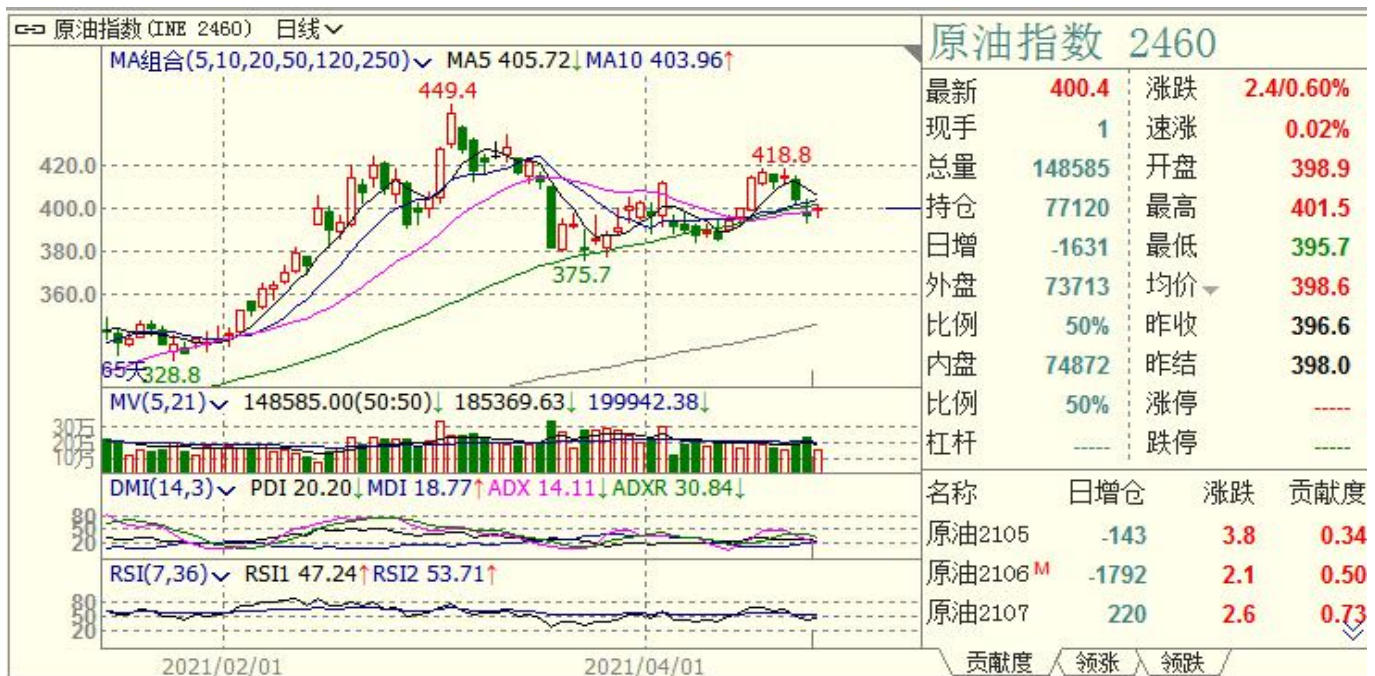 原油指数(INE 2460) 日线
MA组合(5,10,20,50,120,250) MA5 405.72↓ MA10 403.96↑
449.4
418.8
420.0
400.0
380.0
360.0
375.7
65天
328.8
MV(5,21) 148585.00(50:50)↓ 185369.63↓ 199942.38↓
30万
20万
10万
DMI(14,3) PDI 20.20↓ MDI 18.77↑ ADX 14.11↓ ADXR 30.84↓
80
50
20
RSI(7,36) RSI1 47.24↑ RSI2 53.71↑
80
50
20
2021/02/01 2021/04/01
原油指数 2460
最新 400.4 涨跌 2.4/0.60%
现手 1 速涨 0.02%
总量 148585 开盘 398.9
持仓 77120 最高 401.5
日增 -1631 最低 395.7
外盘 73713 均价 398.6
比例 50% 昨收 396.6
内盘 74872 昨结 398.0
比例 50% 涨停 -----
杠杆 ----- 跌停 -----
名称 日增仓 涨跌 贡献度
原油2105 -143 3.8 0.34
原油2106 M -1792 2.1 0.50
原油2107 220 2.6 0.73
贡献度 领涨 领跌